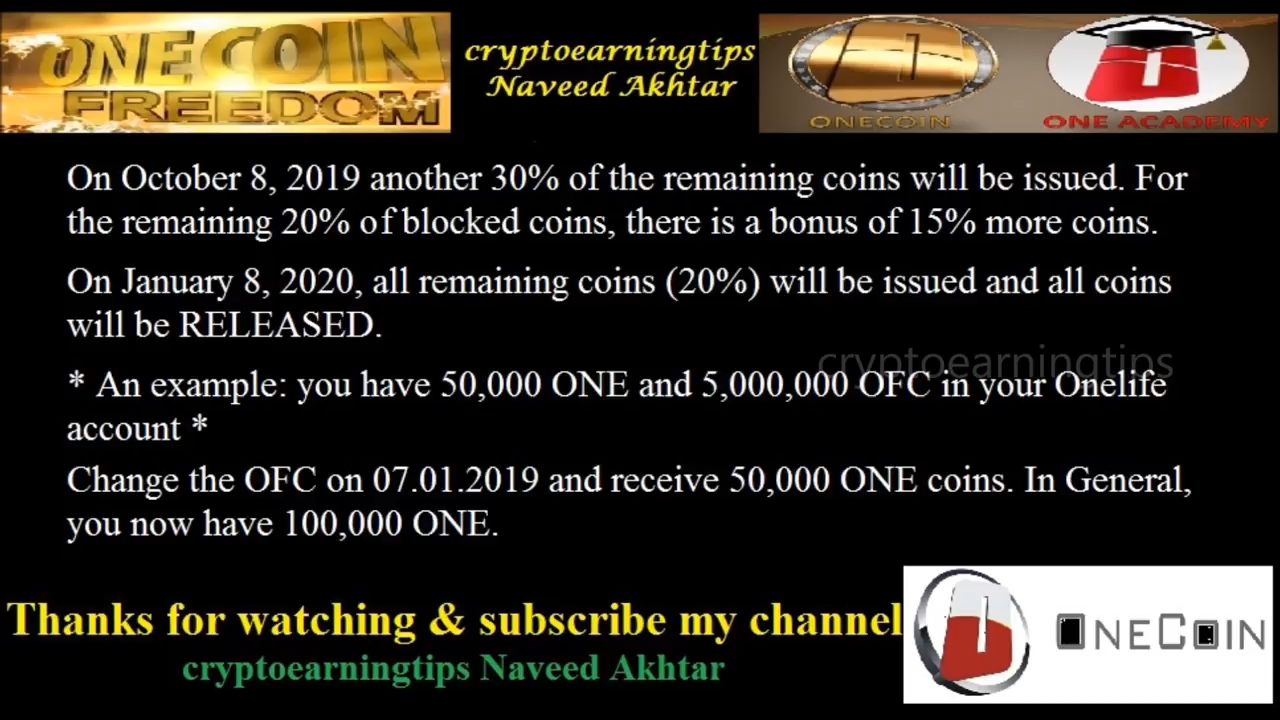 ONECOIN
FREEDOM
cryptoearningtips
Naveed Akhtar
ONECOIN
ONE ACADEMY
On October 8, 2019 another 30% of the remaining coins will be issued. For
the remaining 20% of blocked coins, there is a bonus of 15% more coins.
On January 8, 2020, all remaining coins (20%) will be issued and all coins
will be RELEASED.
cryptoearningtips
* An example: you have 50,000 ONE and 5,000,000 OFC in your Onelife
account *
Change the OFC on 07.01.2019 and receive 50,000 ONE coins. In General,
you now have 100,000 ONE.
Thanks for watching & subscribe my channel
cryptoearningtips Naveed Akhtar
ONECOIN